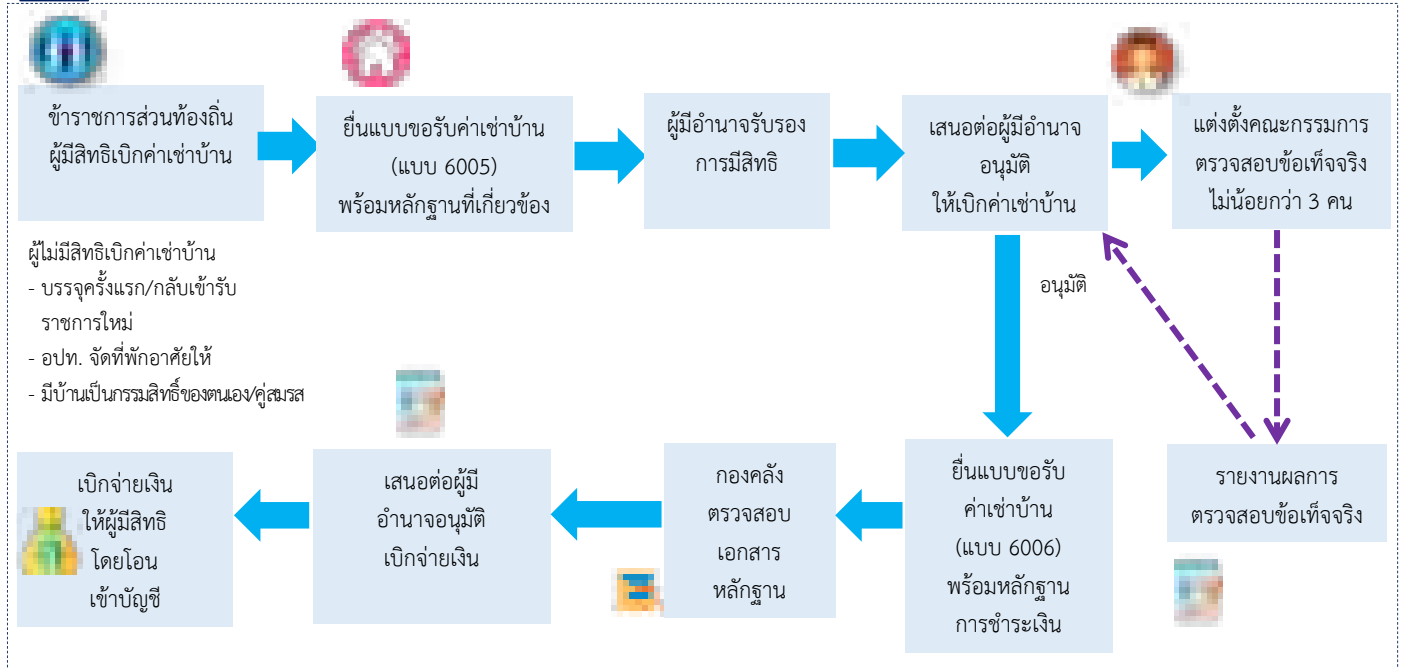 ข้าราชการส่วนท้องถิ่น
ผู้มีสิทธิเบิกค่าเช่าบ้าน
ยื่นแบบขอรับค่าเช่าบ้าน
(แบบ 6005)
พร้อมหลักฐานที่เกี่ยวข้อง
ผู้มีอำนาจรับรอง
การมีสิทธิ
เสนอต่อผู้มีอำนาจ
อนุมัติ
ให้เบิกค่าเช่าบ้าน
แต่งตั้งคณะกรรมการ
ตรวจสอบข้อเท็จจริง
ไม่น้อยกว่า 3 คน
ผู้ไม่มีสิทธิเบิกค่าเช่าบ้าน
- บรรจุครั้งแรก/กลับเข้ารับ
ราชการใหม่
- อปท. จัดที่พักอาศัยให้
- มีบ้านเป็นกรรมสิทธิ์ของตนเอง/คู่สมรส
อนุมัติ
รายงานผลการ
ตรวจสอบข้อเท็จจริง
ยื่นแบบขอรับ
ค่าเช่าบ้าน
(แบบ 6006)
พร้อมหลักฐาน
การชำระเงิน
กองคลัง
ตรวจสอบ
เอกสาร
หลักฐาน
เสนอต่อผู้มี
อำนาจอนุมัติ
เบิกจ่ายเงิน
เบิกจ่ายเงิน
ให้ผู้มีสิทธิ
โดยโอน
เข้าบัญชี